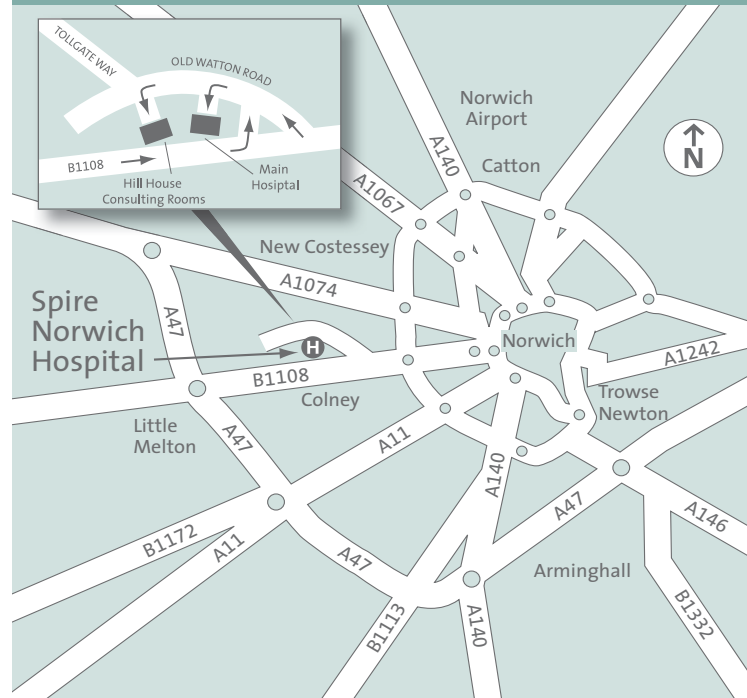 TOLLGATE WAY
OLD WATTON ROAD
B1108
Hill House
Consulting Rooms
Main
Hosiptal
Norwich
Airport
A140
Catton
N
A1067
New Costessey
A1074
A47
Spire
Norwich
Hospital
H
Norwich
A1242
B1108
Colney
Trowse
Newton
Little
Melton
A47
A11
A140
A47
A146
B1172
A11
A47
Arminghall
B1113
A140
B1332